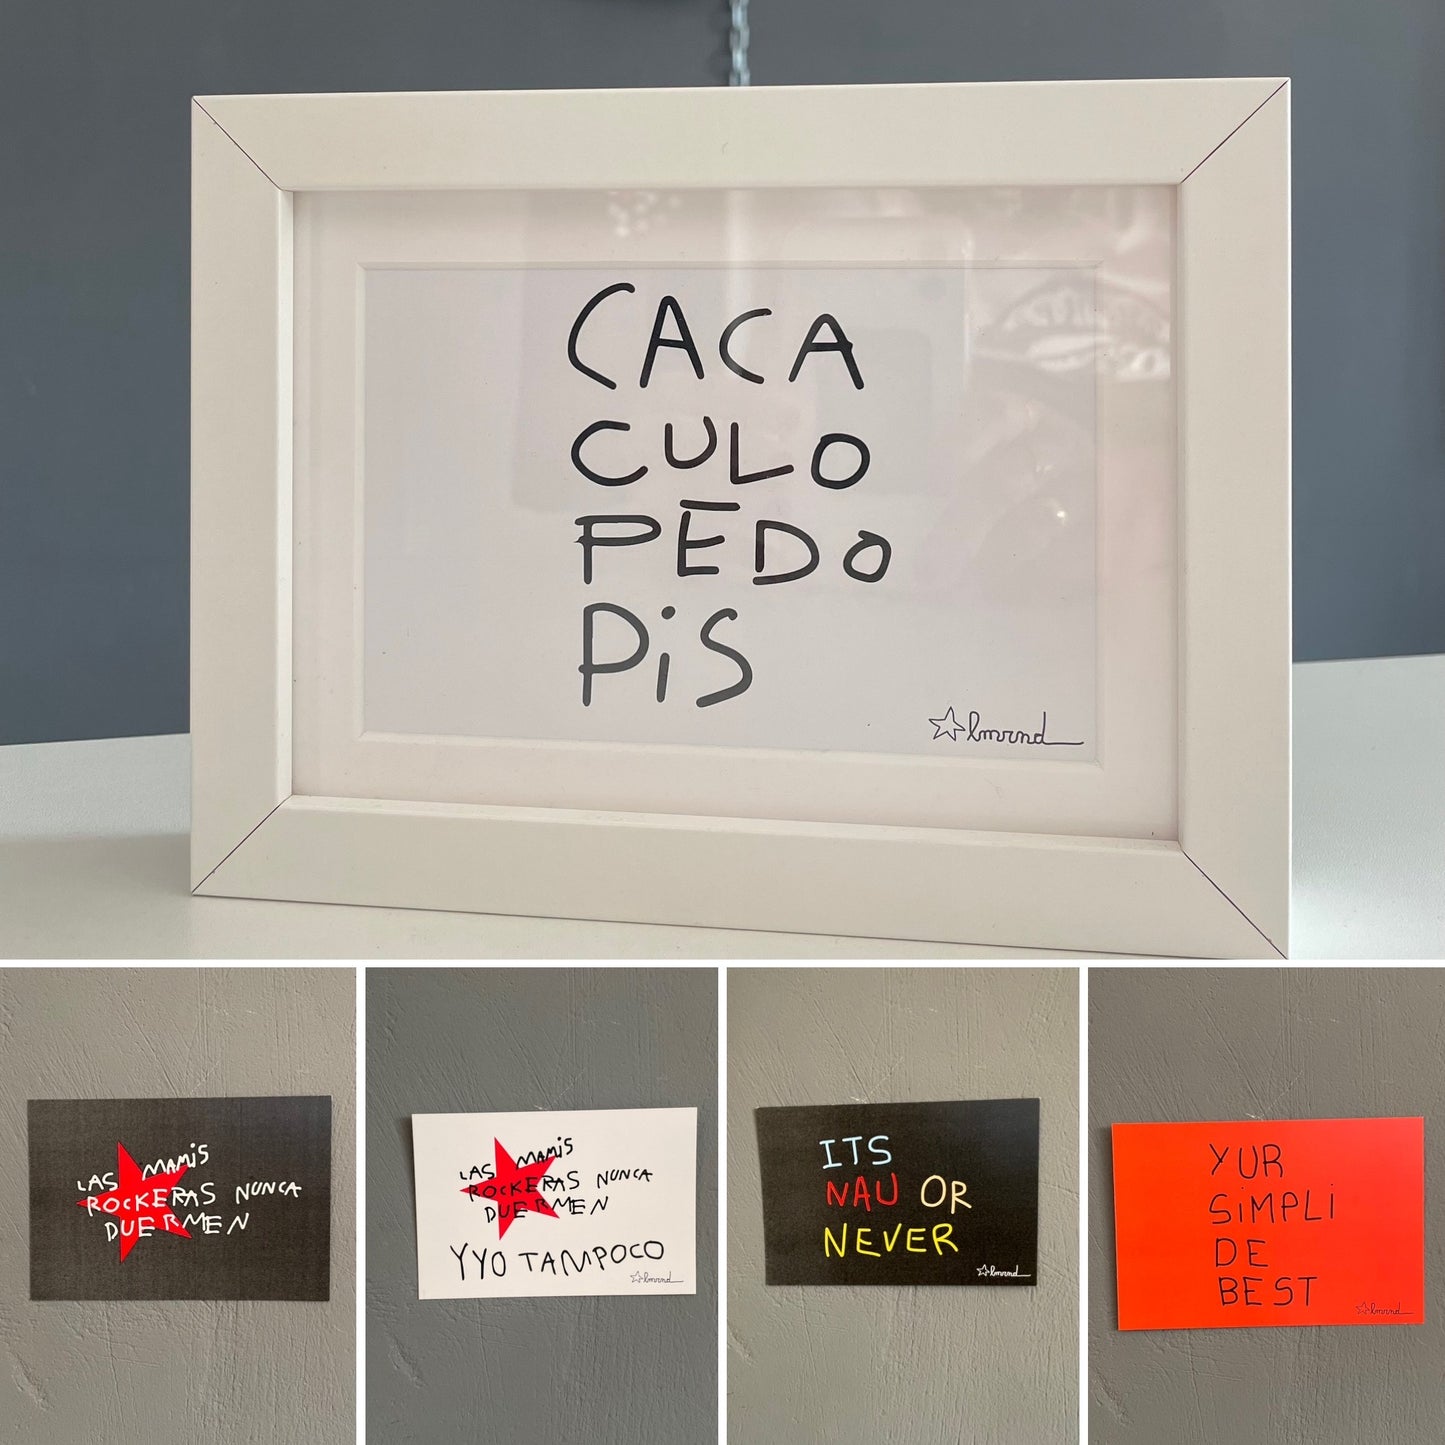 CACA
CULO
PEDO
PiS
lmrnd
LAS MAMiS
ROCKERAS NUNCA
DUERMEN
LAS MAMiS
ROCKERAS NUNCA
DUERMEN
YYO TAMPOCO
lmrnd
ITS
NAU OR
NEVER
lmrnd
YUR
SiMPLi
DE
BEST
lmrnd